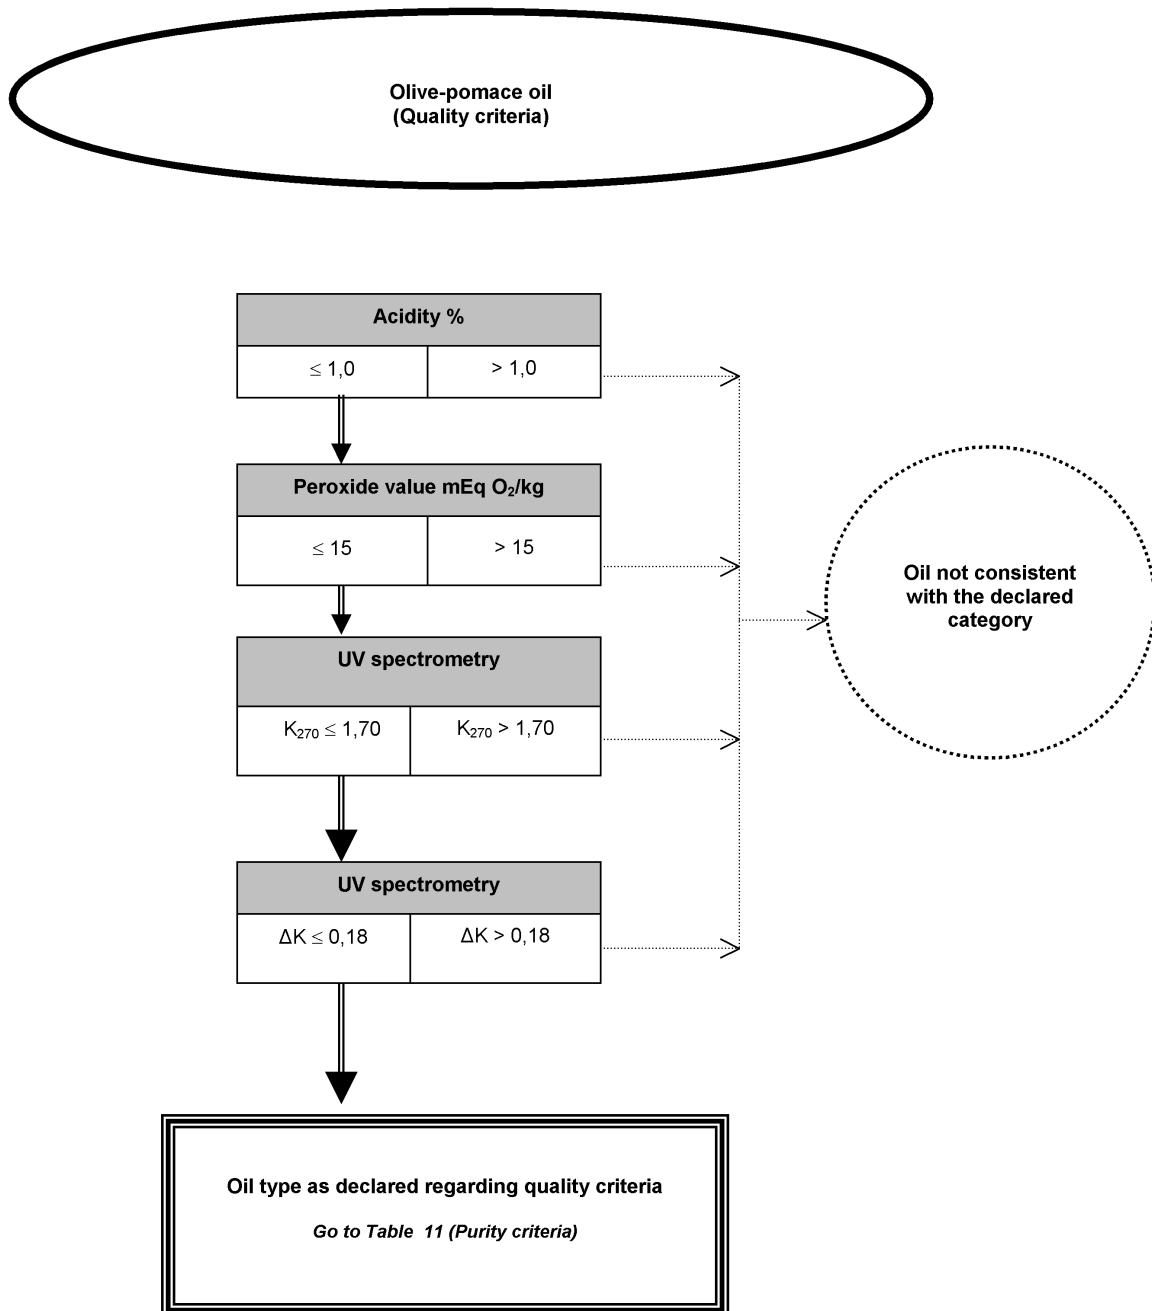 Olive-pomace oil
(Quality criteria)
Acidity %
≤ 1,0 > 1,0
Peroxide value mEq O₂/kg
≤ 15 > 15
UV spectrometry
K₂₇₀ ≤ 1,70 K₂₇₀ > 1,70
UV spectrometry
ΔK ≤ 0,18 ΔK > 0,18
Oil not consistent
with the declared
category
Oil type as declared regarding quality criteria
Go to Table 11 (Purity criteria)